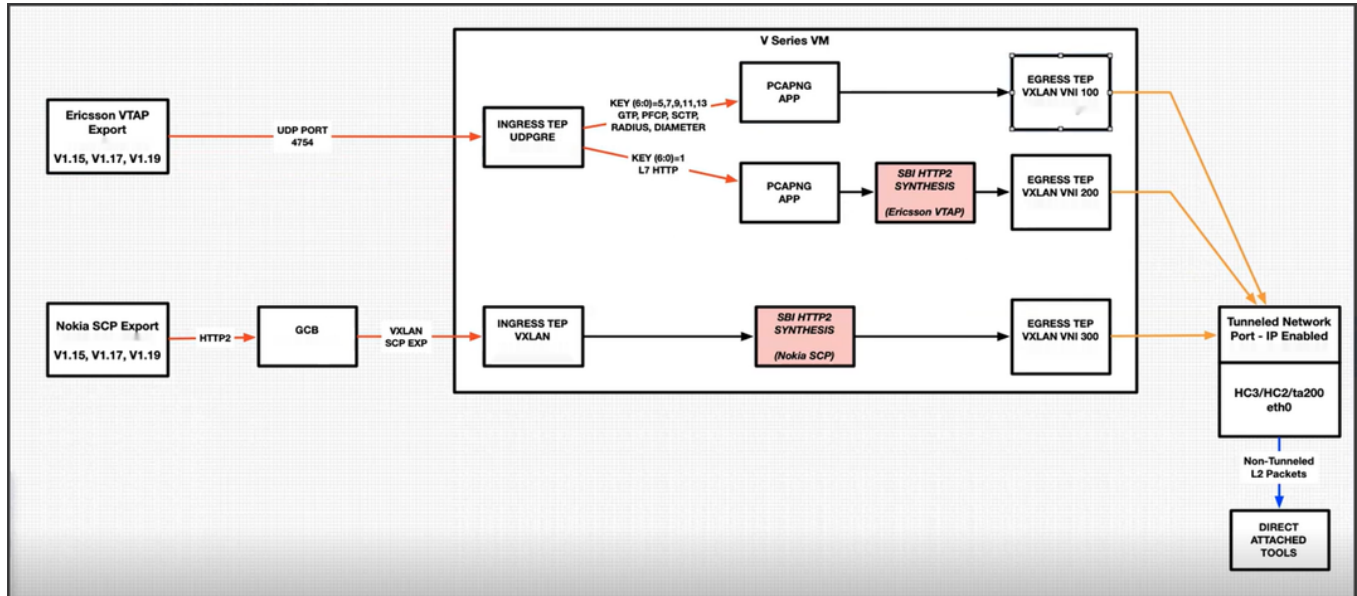 V Series VM
Ericsson VTAP
Export
V1.15, V1.17, V1.19
UDP PORT
4754
INGRESS TEP
UDPGRE
KEY (6:0)=5,7,9,11,13
GTP, PFCP, SCTP,
RADIUS, DIAMETER
KEY (6:0)=1
L7 HTTP
PCAPNG
APP
EGRESS TEP
VXLAN VNI 100
PCAPNG
APP
SBI HTTP2
SYNTHESIS
(Ericsson VTAP)
EGRESS TEP
VXLAN VNI 200
Nokia SCP Export
V1.15, V1.17, V1.19
HTTP2
GCB
VXLAN
SCP EXP
INGRESS TEP
VXLAN
SBI HTTP2
SYNTHESIS
(Nokia SCP)
EGRESS TEP
VXLAN VNI 300
Tunneled Network
Port - IP Enabled
HC3/HC2/ta200
eth0
Non-Tunneled
L2 Packets
DIRECT
ATTACHED
TOOLS